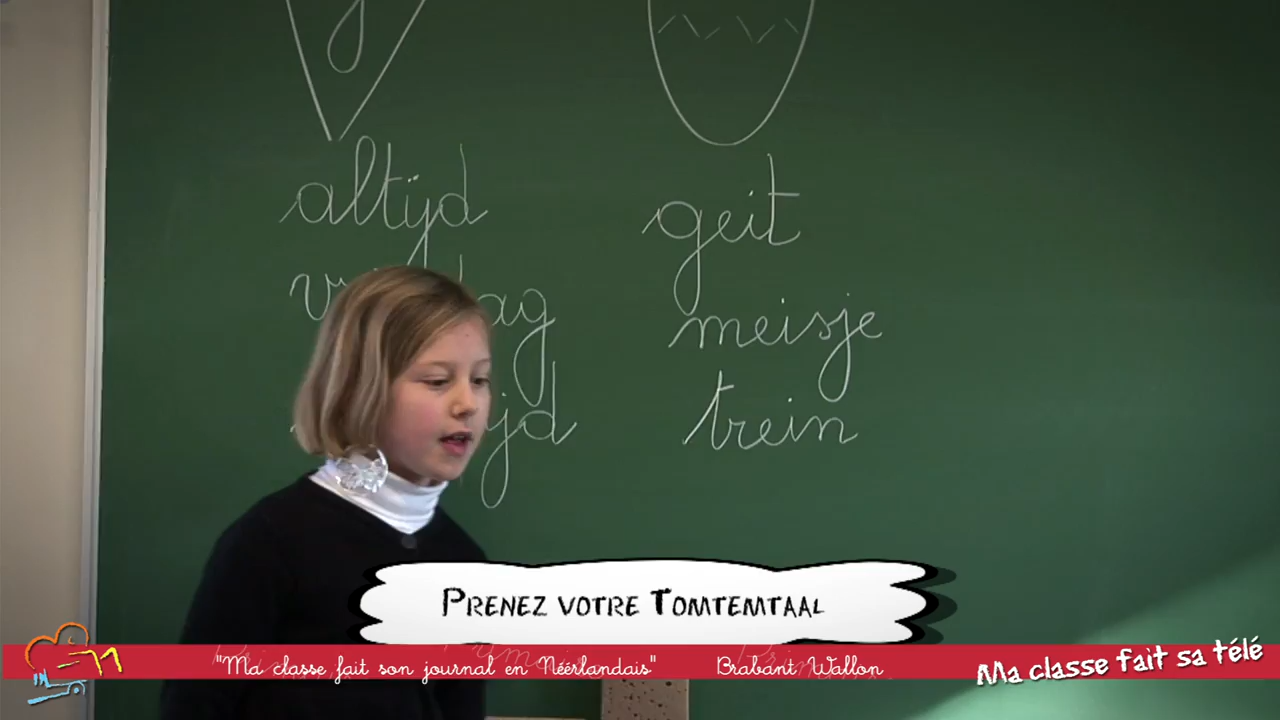 altijd
geit
meisje
trein
PRENEZ VOTRE TOMTEMTAAL
"Ma classe fait son journal en Néérlandais" Brabant Wallon
Ma classe fait sa télé